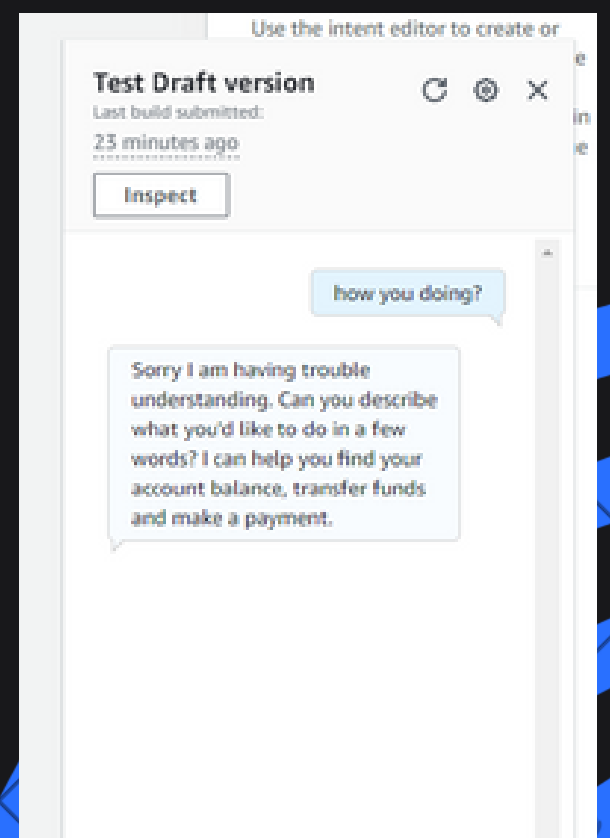 Use the intent editor to create or
e
Test Draft version
Last build submitted:
in
23 minutes ago
e
Inspect
how you doing?
Sorry I am having trouble
understanding. Can you describe
what you'd like to do in a few
words? I can help you find your
account balance, transfer funds
and make a payment.